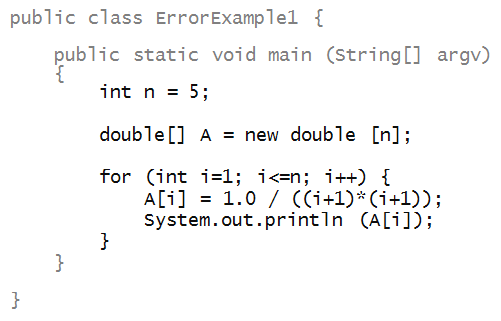 public class ErrorExample1 {
public static void main (String[] argv)
{
int n = 5;
double[] A = new double [n];
for (int i=1; i<=n; i++) {
A[i] = 1.0 / ((i+1)*(i+1));
System.out.println (A[i]);
}
}
}